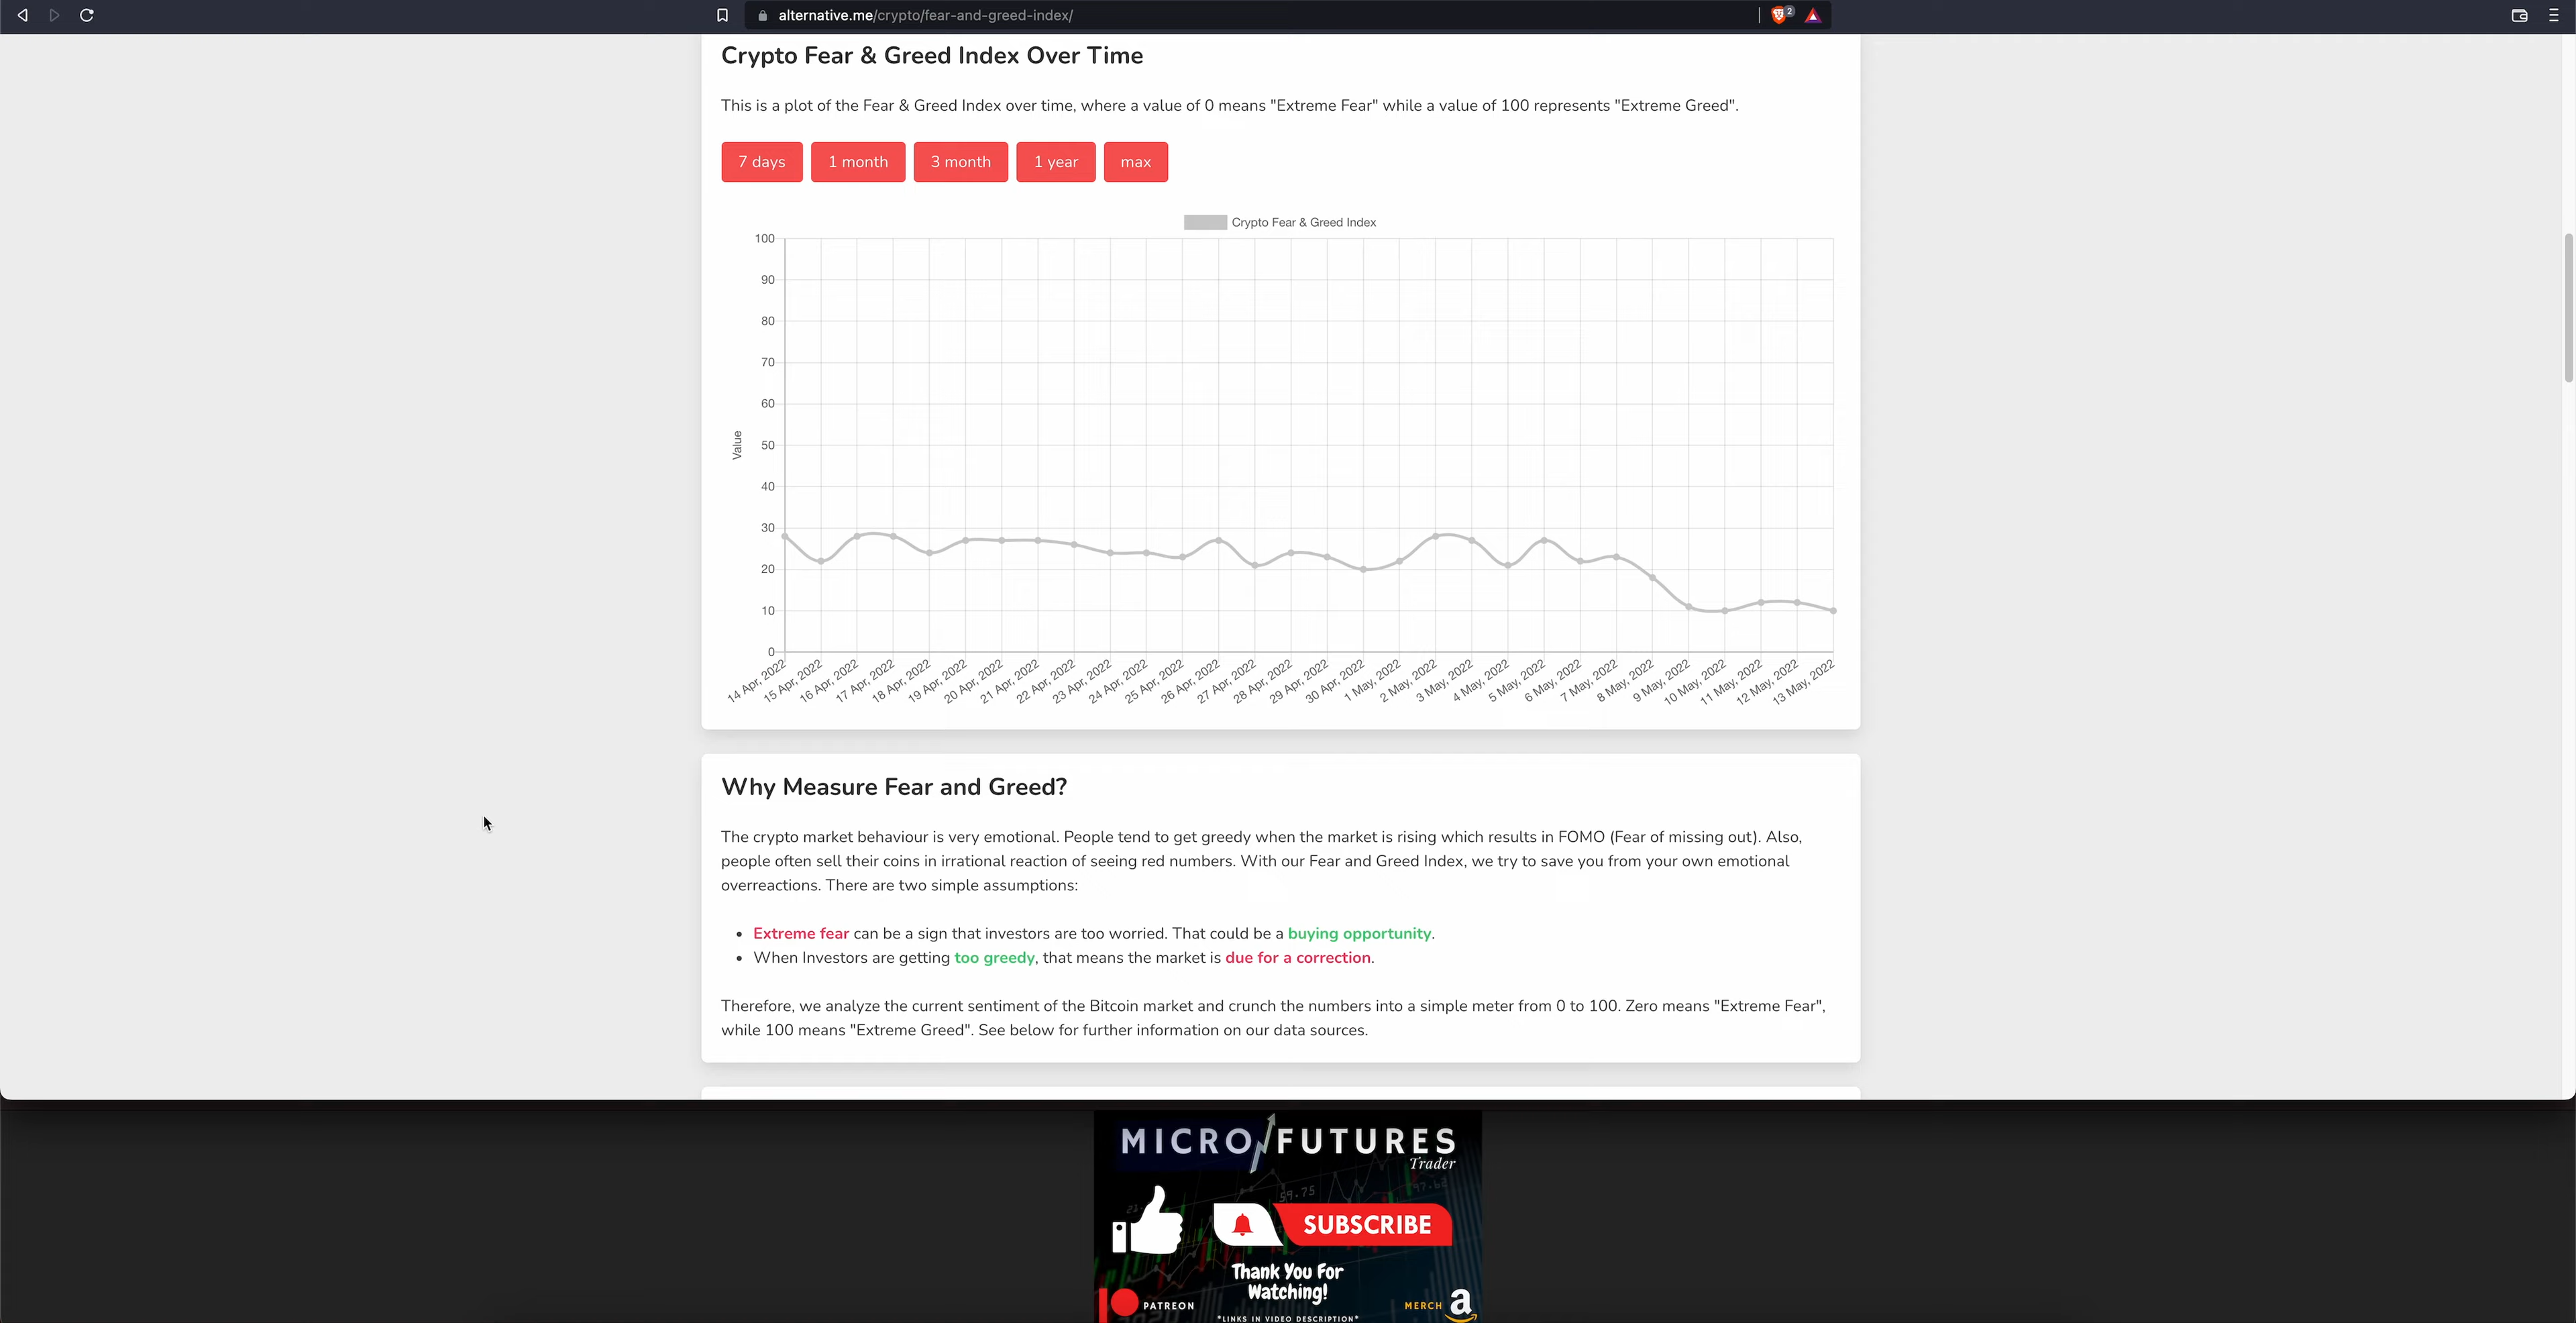 alternative.me/crypto/fear-and-greed-index/
2
Crypto Fear & Greed Index Over Time
This is a plot of the Fear & Greed Index over time, where a value of 0 means "Extreme Fear" while a value of 100 represents "Extreme Greed".
7 days 1 month 3 month 1 year max
Crypto Fear & Greed Index
100
90
80
70
60
Value
50
40
30
20
10
0
14 Apr, 2022 15 Apr, 2022 16 Apr, 2022 17 Apr, 2022 18 Apr, 2022 19 Apr, 2022 20 Apr, 2022 21 Apr, 2022 22 Apr, 2022 23 Apr, 2022 24 Apr, 2022 25 Apr, 2022 26 Apr, 2022 27 Apr, 2022 28 Apr, 2022 29 Apr, 2022 30 Apr, 2022 1 May, 2022 2 May, 2022 3 May, 2022 4 May, 2022 5 May, 2022 6 May, 2022 7 May, 2022 8 May, 2022 9 May, 2022 10 May, 2022 11 May, 2022 12 May, 2022 13 May, 2022
Why Measure Fear and Greed?
The crypto market behaviour is very emotional. People tend to get greedy when the market is rising which results in FOMO (Fear of missing out). Also,
people often sell their coins in irrational reaction of seeing red numbers. With our Fear and Greed Index, we try to save you from your own emotional
overreactions. There are two simple assumptions:
• Extreme fear can be a sign that investors are too worried. That could be a buying opportunity.
• When Investors are getting too greedy, that means the market is due for a correction.
Therefore, we analyze the current sentiment of the Bitcoin market and crunch the numbers into a simple meter from 0 to 100. Zero means "Extreme Fear",
while 100 means "Extreme Greed". See below for further information on our data sources.
MICRO FUTURES
Trader
59.75
97.62
SUBSCRIBE
Thank You For
Watching!
PATREON
MERCH a
*LINKS IN VIDEO DESCRIPTION*